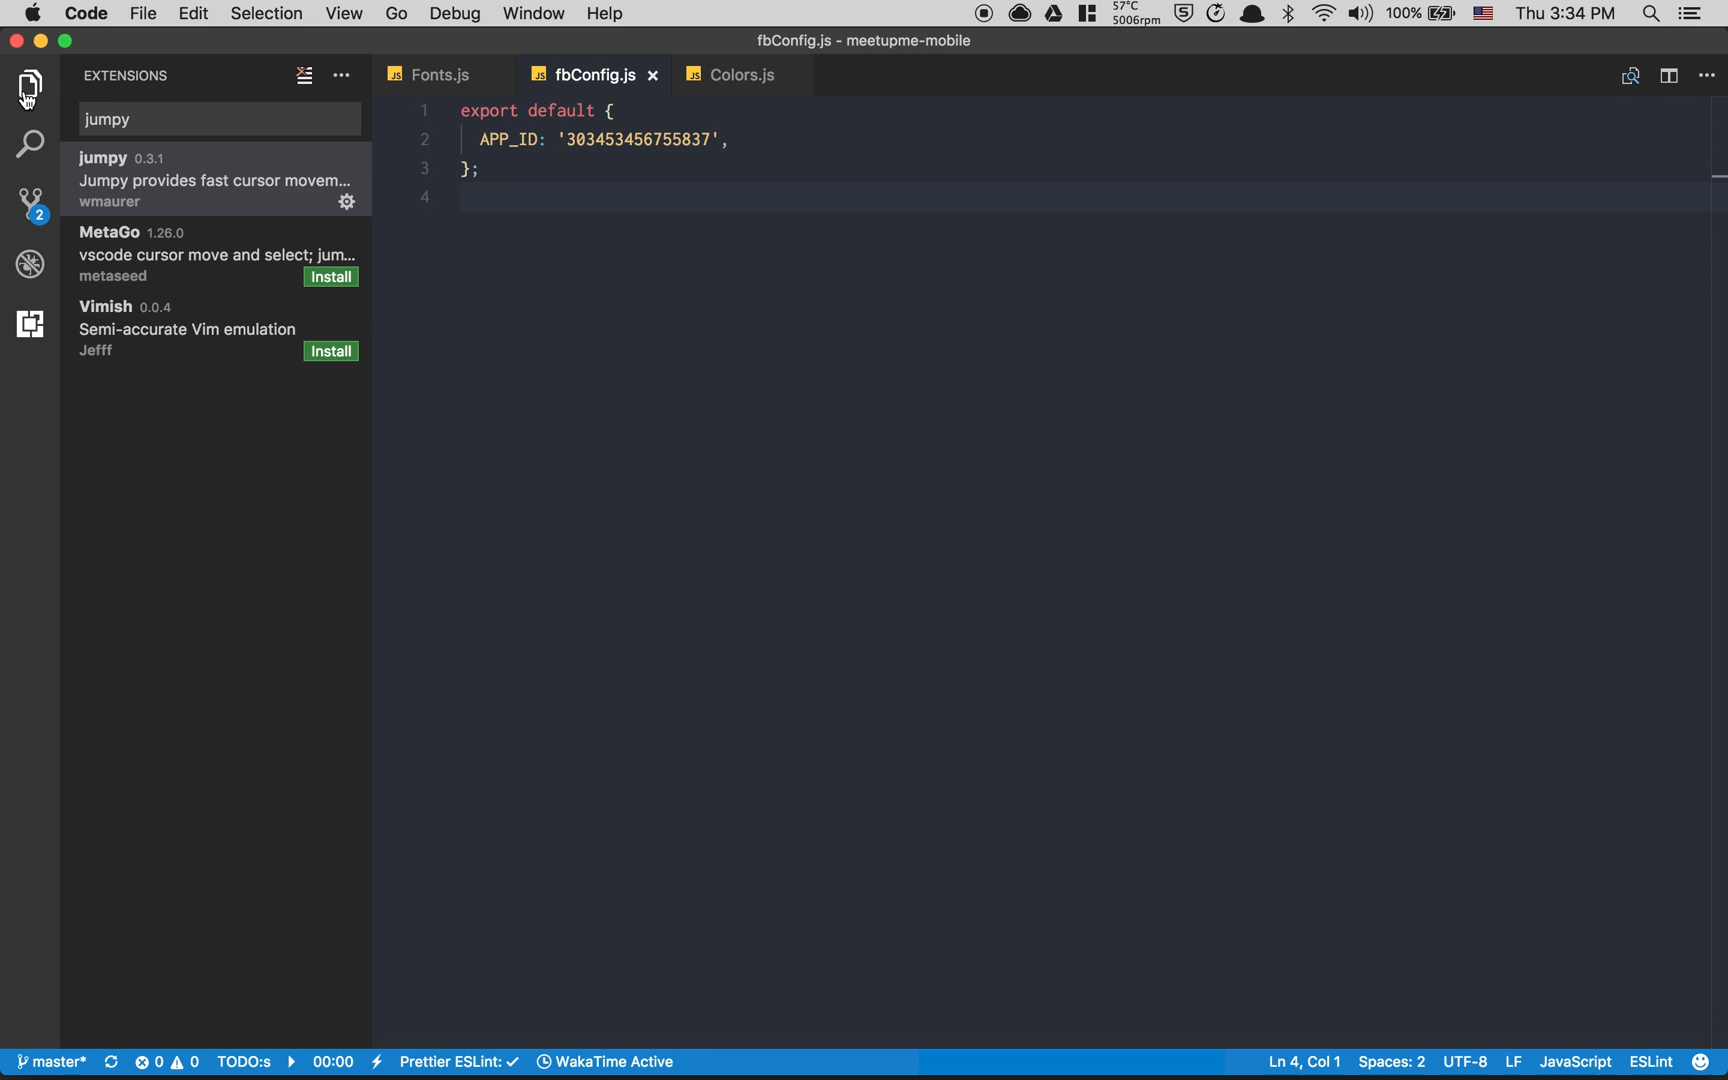 Code File Edit Selection View Go Debug Window Help 57°C 5006rpm 100% Thu 3:34 PM
fbConfig.js - meetupme-mobile
EXTENSIONS
jumpy
jumpy 0.3.1
Jumpy provides fast cursor movem...
wmaurer
MetaGo 1.26.0
vscode cursor move and select; jum...
metaseed Install
Vimish 0.0.4
Semi-accurate Vim emulation
Jefff Install
2
JS Fonts.js JS fbConfig.js JS Colors.js
1 export default {
2 APP_ID: '303453456755837',
3 };
4
master* 0 0 TODO:s 00:00 Prettier ESLint: WakaTime Active Ln 4, Col 1 Spaces: 2 UTF-8 LF JavaScript ESLint